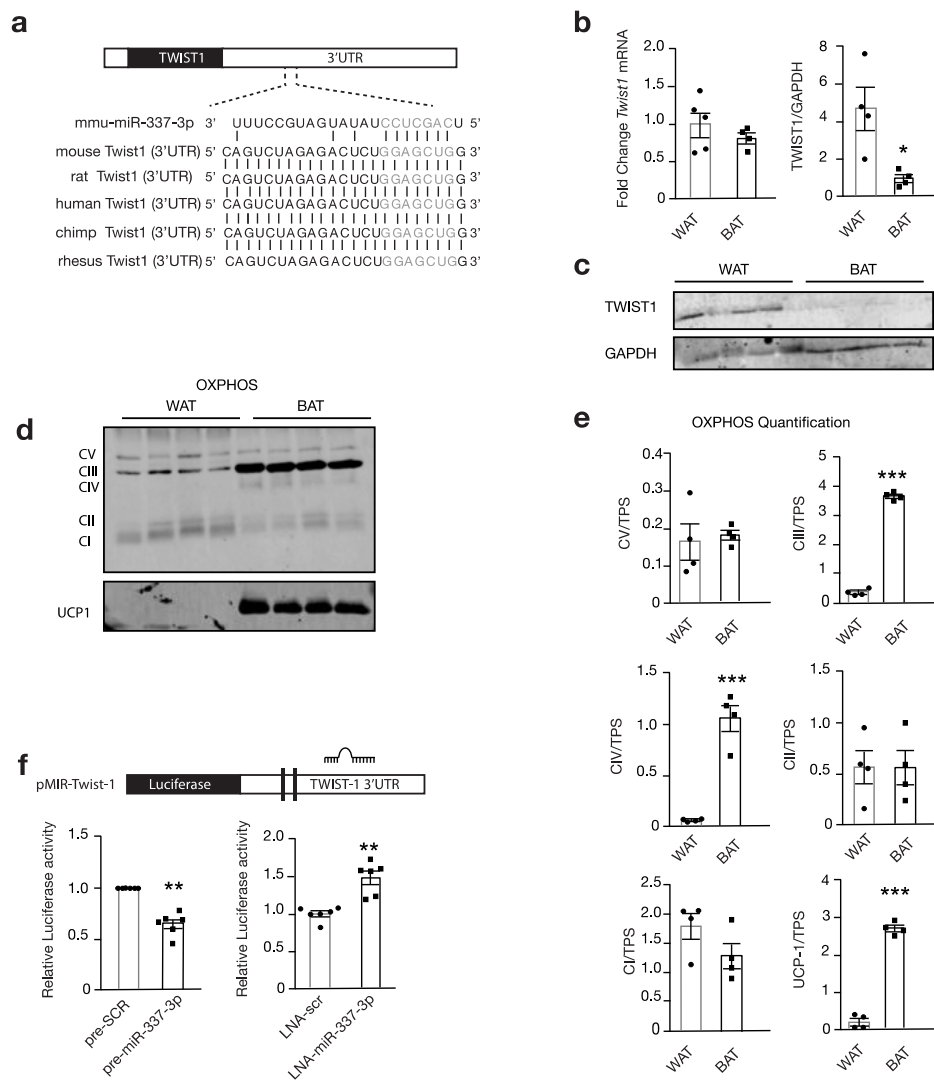 a
TWIST1 3'UTR
mmu-miR-337-3p 3' UUUCCGUAGUAUAUCCUCGACU 5'
mouse Twist1 (3'UTR) 5' CAGUCUAGAGACUCUGGAGCUGG 3'
rat Twist1 (3'UTR) 5' CAGUCUAGAGACUCUGGAGCUGG 3'
human Twist1 (3'UTR) 5' CAGUCUAGAGACUCUGGAGCUGG 3'
chimp Twist1 (3'UTR) 5' CAGUCUAGAGACUCUGGAGCUGG 3'
rhesus Twist1 (3'UTR) 5' CAGUCUAGAGACUCUGGAGCUGG 3'
b
Fold Change Twist1 mRNA
2.0
1.5
1.0
0.5
0
WAT
BAT
TWIST1/GAPDH
8
6
4
2
0
*
WAT
BAT
c
WAT BAT
TWIST1
GAPDH
d
OXPHOS
WAT BAT
CV
CIII
CIV
CII
CI
UCP1
e
OXPHOS Quantification
CV/TPS
0.4
0.3
0.2
0.1
0
WAT
BAT
CIII/TPS
5
4
3
2
1
0
***
WAT
BAT
CIV/TPS
1.5
1.0
0.5
0
***
WAT
BAT
CII/TPS
1.5
1.0
0.5
0
WAT
BAT
CI/TPS
2.5
2.0
1.5
1.0
0.5
0
WAT
BAT
UCP-1/TPS
4
3
2
1
0
***
WAT
BAT
f
pMIR-Twist-1 Luciferase TWIST-1 3'UTR
Relative Luciferase activity
1.5
1.0
0.5
0
**
pre-SCR
pre-miR-337-3p
Relative Luciferase activity
2.0
1.5
1.0
0.5
0
**
LNA-scr
LNA-miR-337-3p